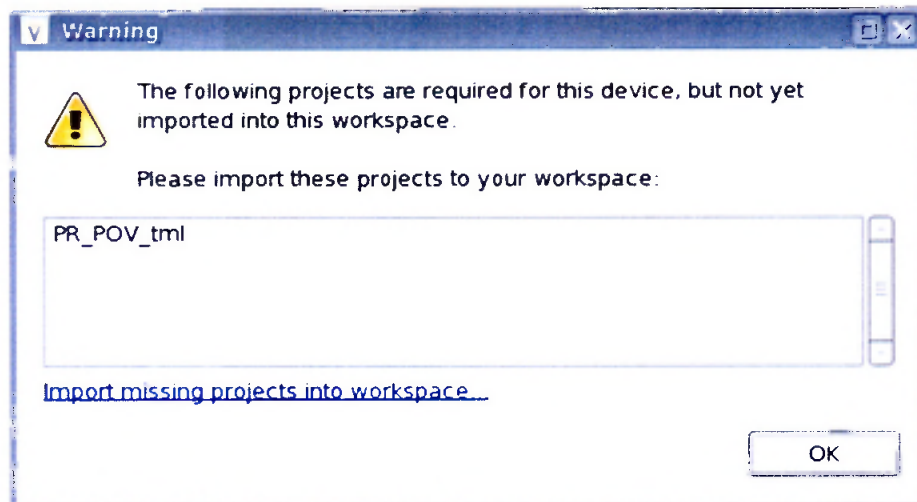 V Warning
The following projects are required for this device, but not yet
imported into this workspace.
Please import these projects to your workspace:
PR_POV_tml
Import missing projects into workspace...
OK